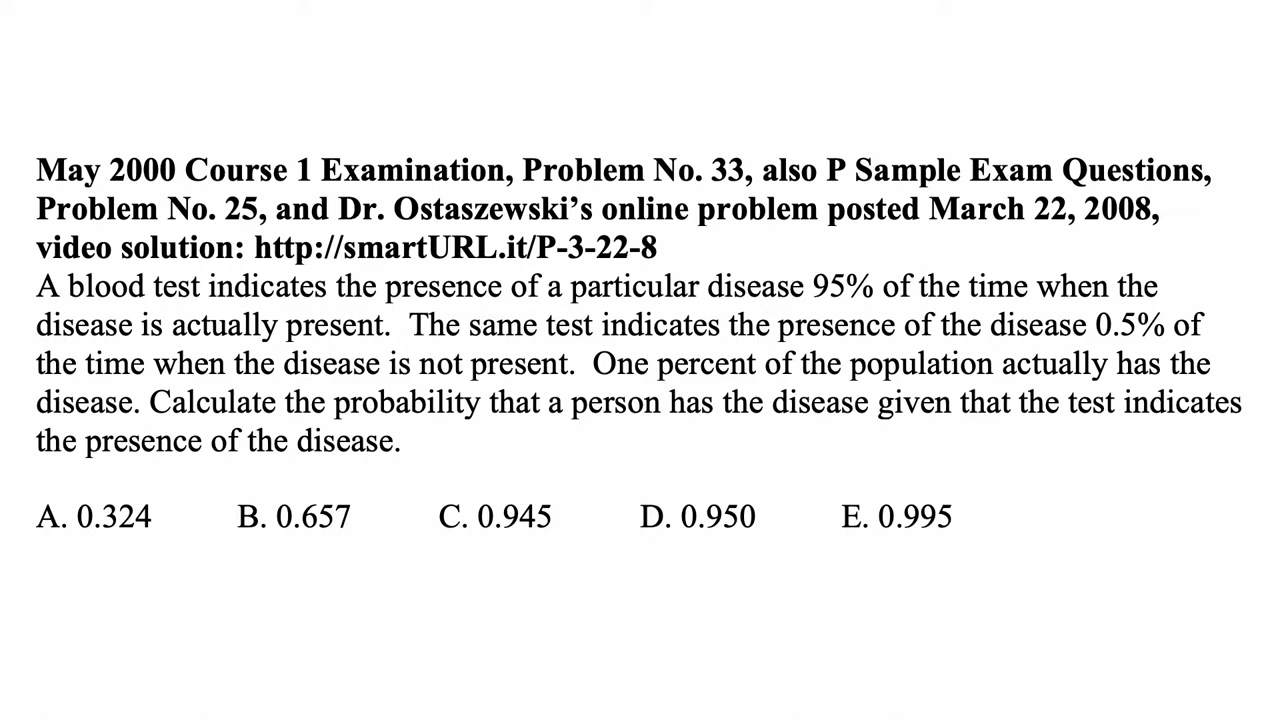 May 2000 Course 1 Examination, Problem No. 33, also P Sample Exam Questions,
Problem No. 25, and Dr. Ostaszewski’s online problem posted March 22, 2008,
video solution: http://smartURL.it/P-3-22-8
A blood test indicates the presence of a particular disease 95% of the time when the
disease is actually present.  The same test indicates the presence of the disease 0.5% of
the time when the disease is not present.  One percent of the population actually has the
disease. Calculate the probability that a person has the disease given that the test indicates
the presence of the disease.
A. 0.324 B. 0.657 C. 0.945 D. 0.950 E. 0.995